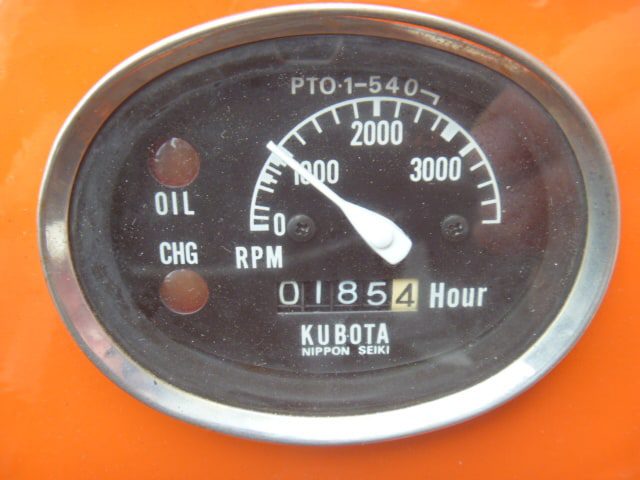 PTO·1-540
2000
1000
3000
0
OIL
CHG
RPM
01854 Hour
KUBOTA
NIPPON SEIKI